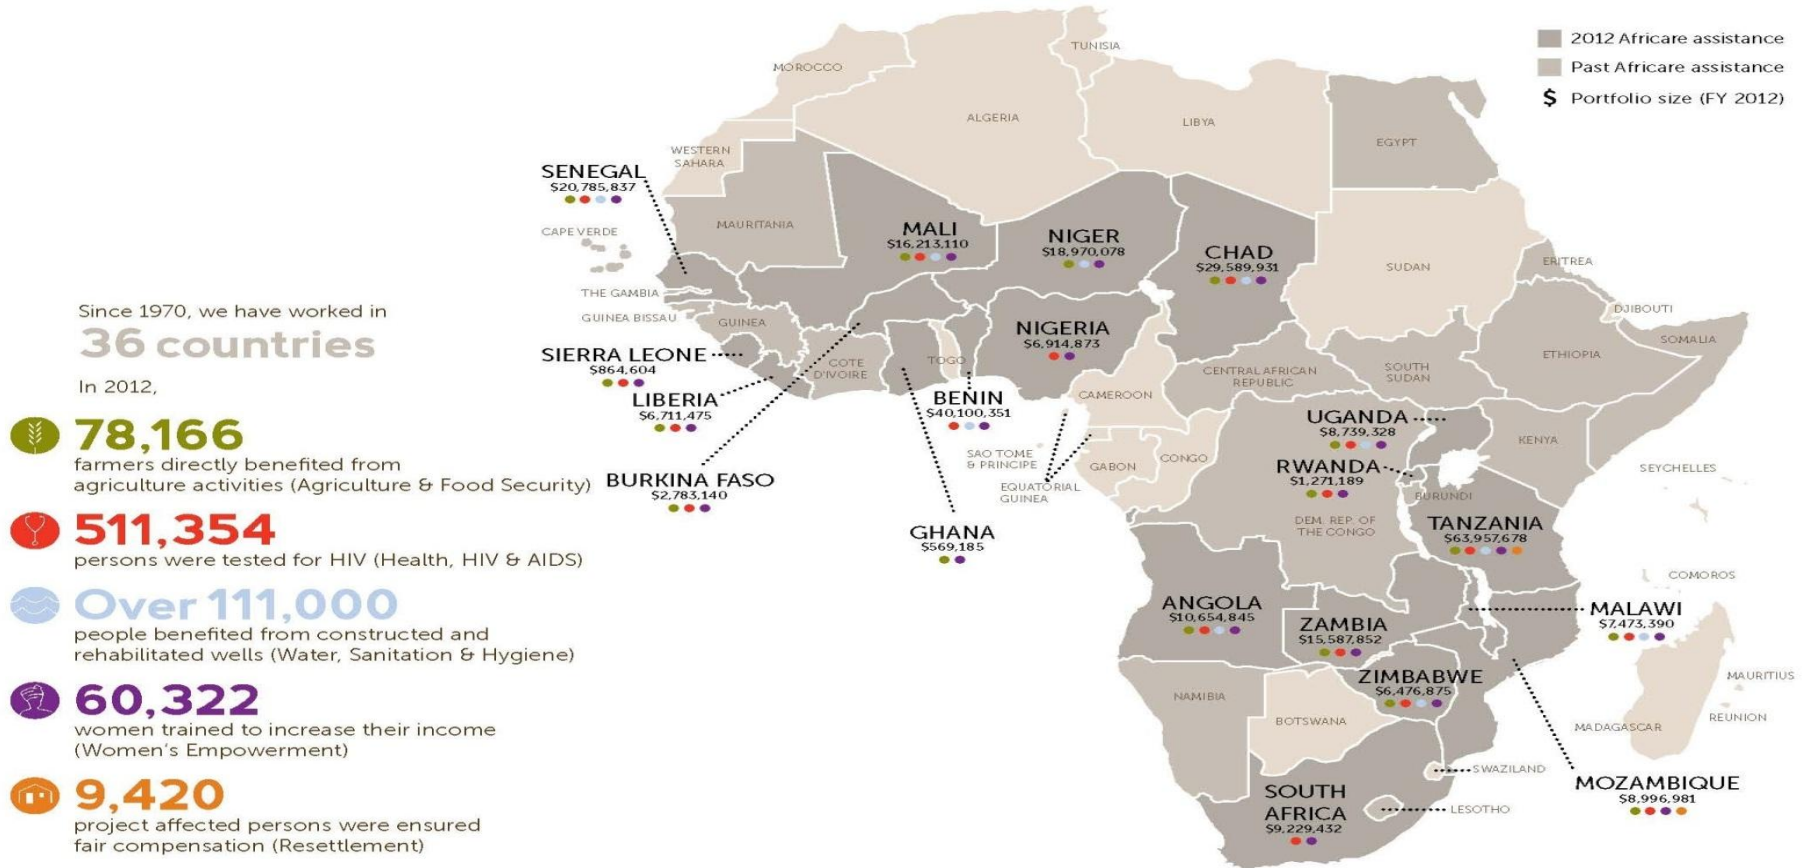 2012 Africare assistance
Past Africare assistance
$ Portfolio size (FY 2012)
Since 1970, we have worked in
36 countries
In 2012,
78,166
farmers directly benefited from
agriculture activities (Agriculture & Food Security)
511,354
persons were tested for HIV (Health, HIV & AIDS)
Over 111,000
people benefited from constructed and
rehabilitated wells (Water, Sanitation & Hygiene)
60,322
women trained to increase their income
(Women's Empowerment)
9,420
project affected persons were ensured
fair compensation (Resettlement)
TUNISIA
MOROCCO
ALGERIA
LIBYA
EGYPT
WESTERN
SAHARA
SENEGAL
$20,785,837
MAURITANIA
CAPE VERDE
MALI
$16,213,110
NIGER
$18,970,078
CHAD
$29,589,931
SUDAN
ERITREA
THE GAMBIA
GUINEA BISSAU
GUINEA
DJIBOUTI
NIGERIA
$6,914,873
SOMALIA
ETHIOPIA
SIERRA LEONE
$864,604
COTE
D'IVOIRE
TOGO
CENTRAL AFRICAN
REPUBLIC
SOUTH
SUDAN
LIBERIA
$6,711,475
BENIN
$40,100,351
CAMEROON
UGANDA
$8,739,328
KENYA
SAO TOME
& PRINCIPE
GABON
CONGO
RWANDA
$1,271,189
SEYCHELLES
BURKINA FASO
$2,783,140
EQUATORIAL
GUINEA
BURUNDI
DEM. REP. OF
THE CONGO
TANZANIA
$63,957,678
GHANA
$569,185
COMOROS
ANGOLA
$10,654,845
ZAMBIA
$15,587,852
MALAWI
$7,473,390
ZIMBABWE
$6,476,875
NAMIBIA
BOTSWANA
MAURITIUS
REUNION
MADAGASCAR
SWAZILAND
MOZAMBIQUE
$8,996,981
SOUTH
AFRICA
$9,229,432
LESOTHO